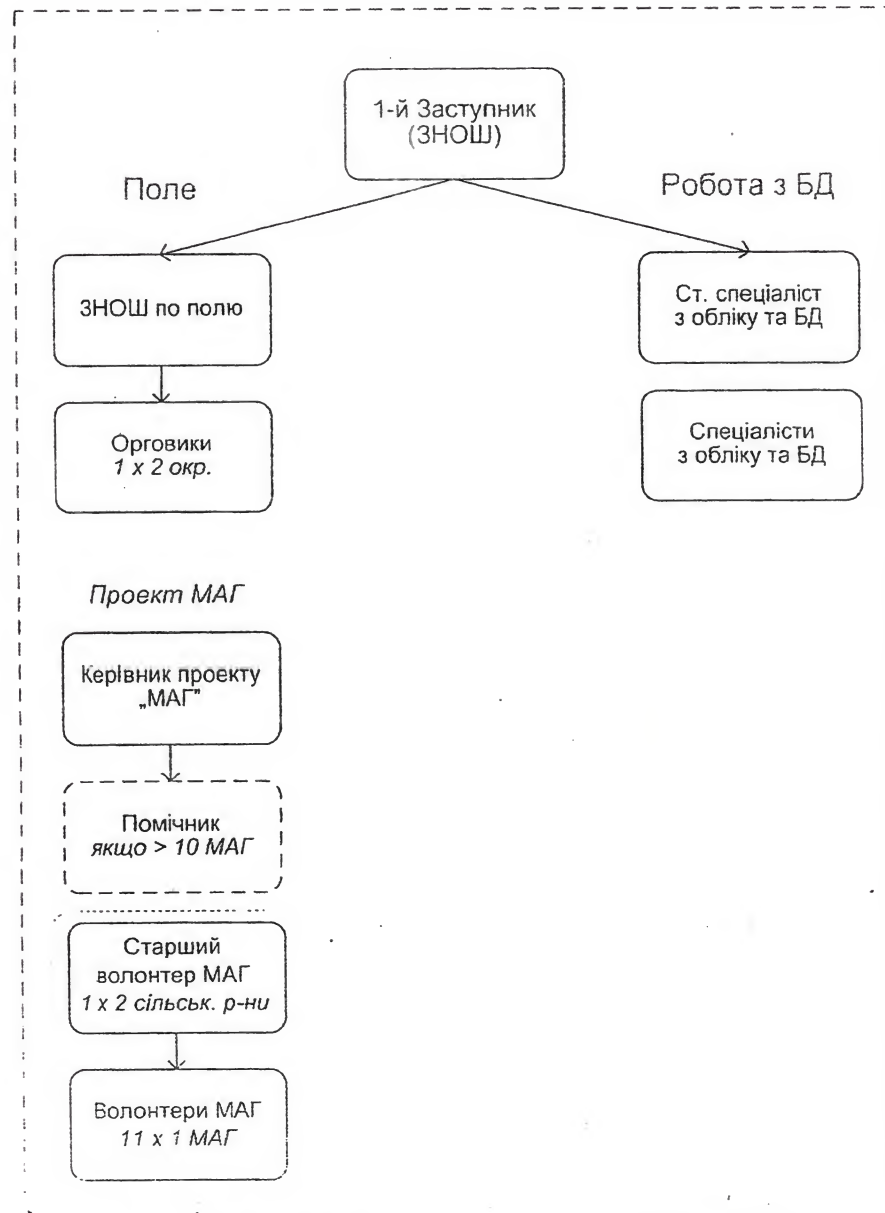 1-й Заступник
(ЗНОШ)
Поле
Робота з БД
ЗНОШ по полю
Ст. спеціаліст
з обліку та БД
Орговики
1 х 2 окр.
Спеціалісти
з обліку та БД
Проект МАГ
Керівник проекту
„МАГ"
Помічник
якщо > 10 МАГ
Старший
волонтер МАГ
1 х 2 сільськ. р-ни
Волонтери МАГ
11 х 1 МАГ